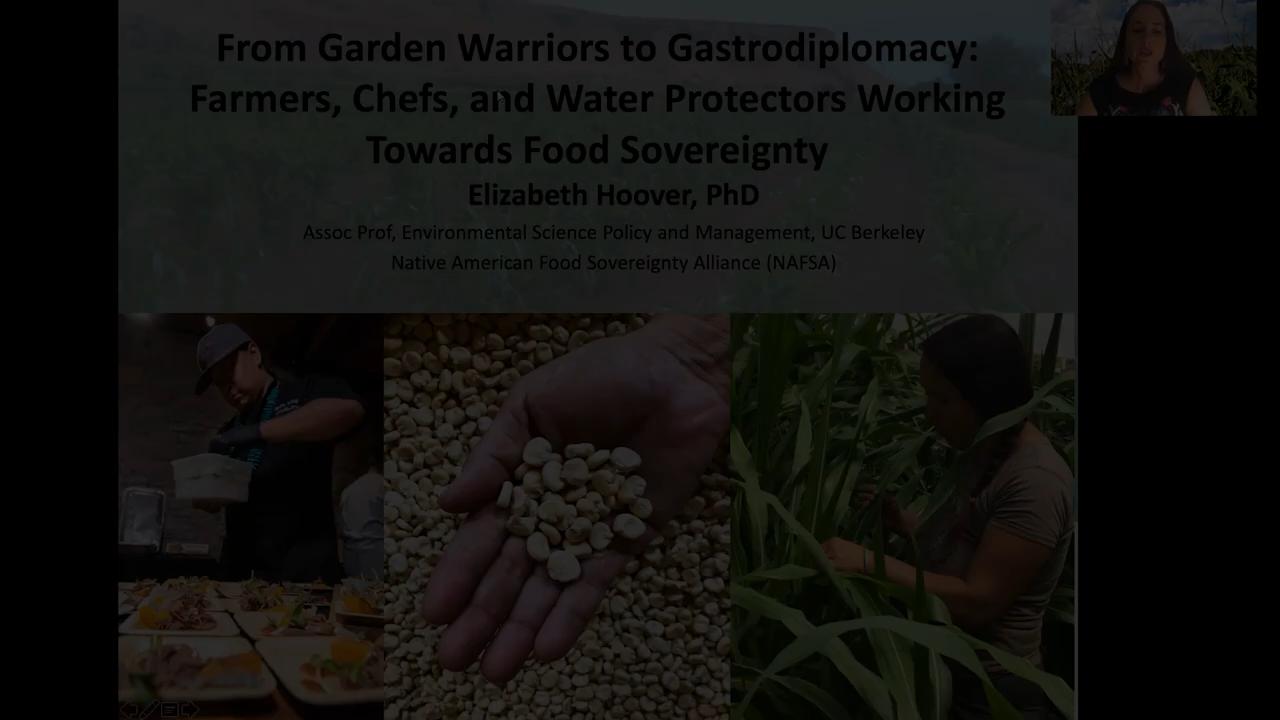 From Garden Warriors to Gastrodiplomacy:
Farmers, Chefs, and Water Protectors Working
Towards Food Sovereignty
Elizabeth Hoover, PhD
Assoc Prof, Environmental Science Policy and Management, UC Berkeley
Native American Food Sovereignty Alliance (NAFSA)